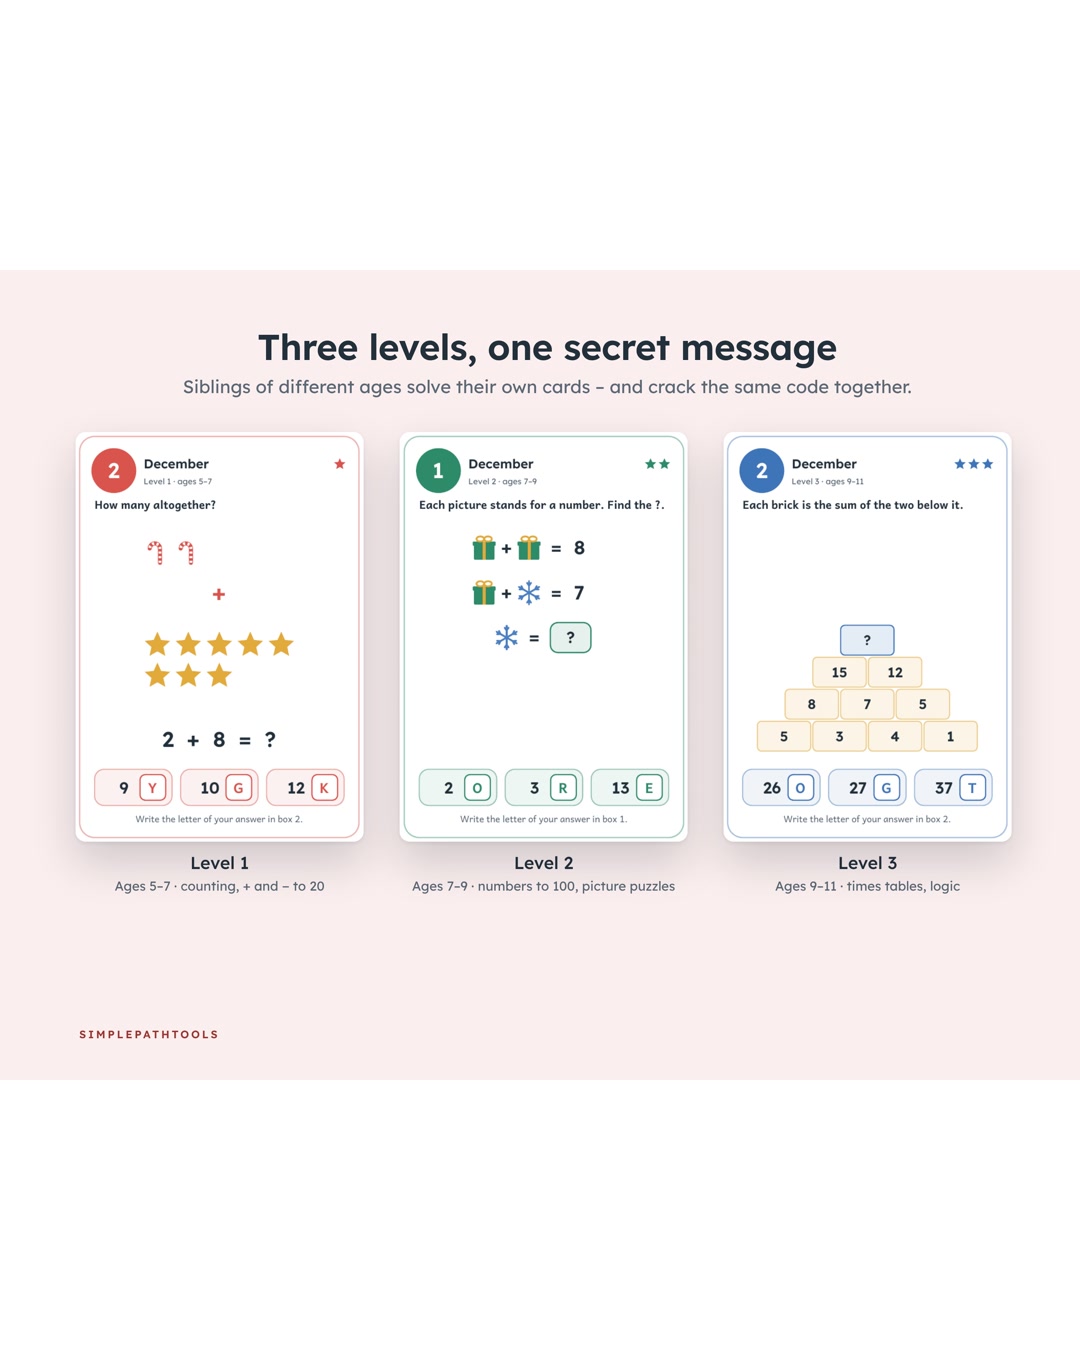 Three levels, one secret message
Siblings of different ages solve their own cards – and crack the same code together.
2
December
Level 1 · ages 5–7
How many altogether?
+
2 + 8 = ?
9 Y 10 G 12 K
Write the letter of your answer in box 2.
Level 1
Ages 5–7 · counting, + and – to 20
1
December
Level 2 · ages 7–9
Each picture stands for a number. Find the ?.
+ = 8
+ = 7
= ?
2 O 3 R 13 E
Write the letter of your answer in box 1.
Level 2
Ages 7–9 · numbers to 100, picture puzzles
2
December
Level 3 · ages 9–11
Each brick is the sum of the two below it.
?
15 12
8 7 5
5 3 4 1
26 O 27 G 37 T
Write the letter of your answer in box 2.
Level 3
Ages 9–11 · times tables, logic
SIMPLEPATHTOOLS